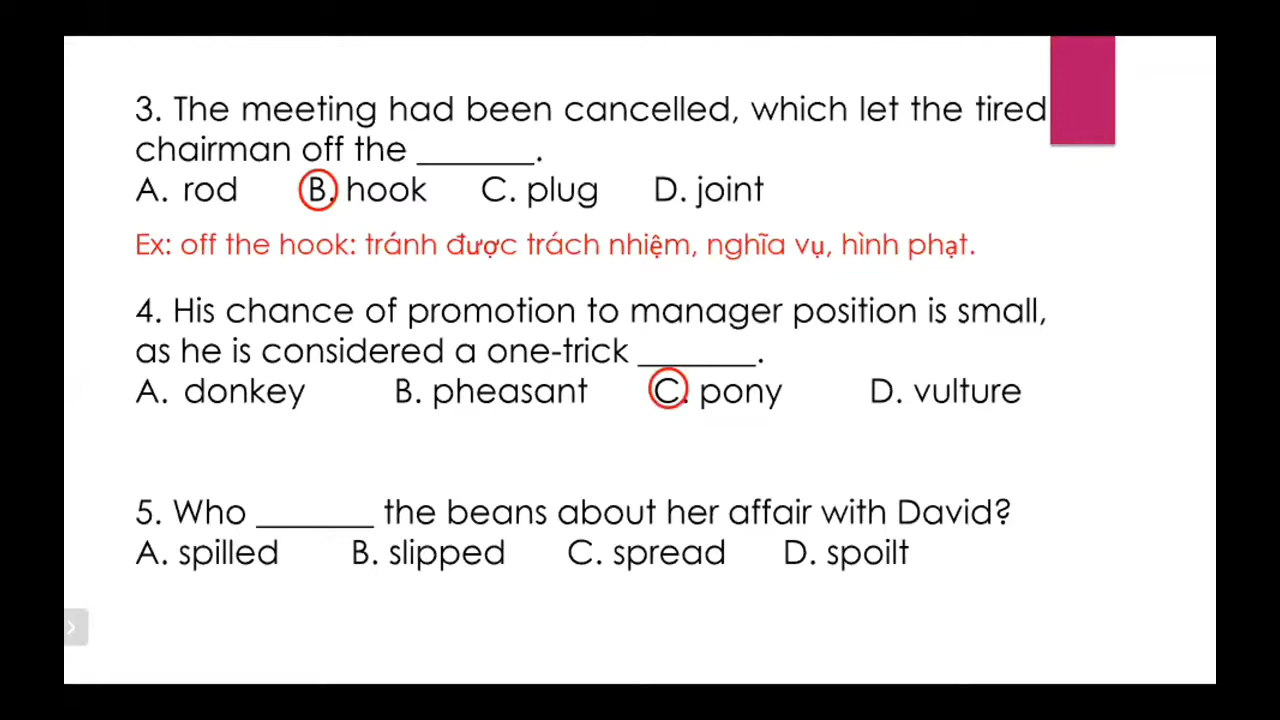 3. The meeting had been cancelled, which let the tired
chairman off the _______.
A. rod B. hook C. plug D. joint
Ex: off the hook: tránh được trách nhiệm, nghĩa vụ, hình phạt.
4. His chance of promotion to manager position is small,
as he is considered a one-trick _______.
A. donkey B. pheasant C. pony D. vulture
5. Who _______ the beans about her affair with David?
A. spilled B. slipped C. spread D. spoilt